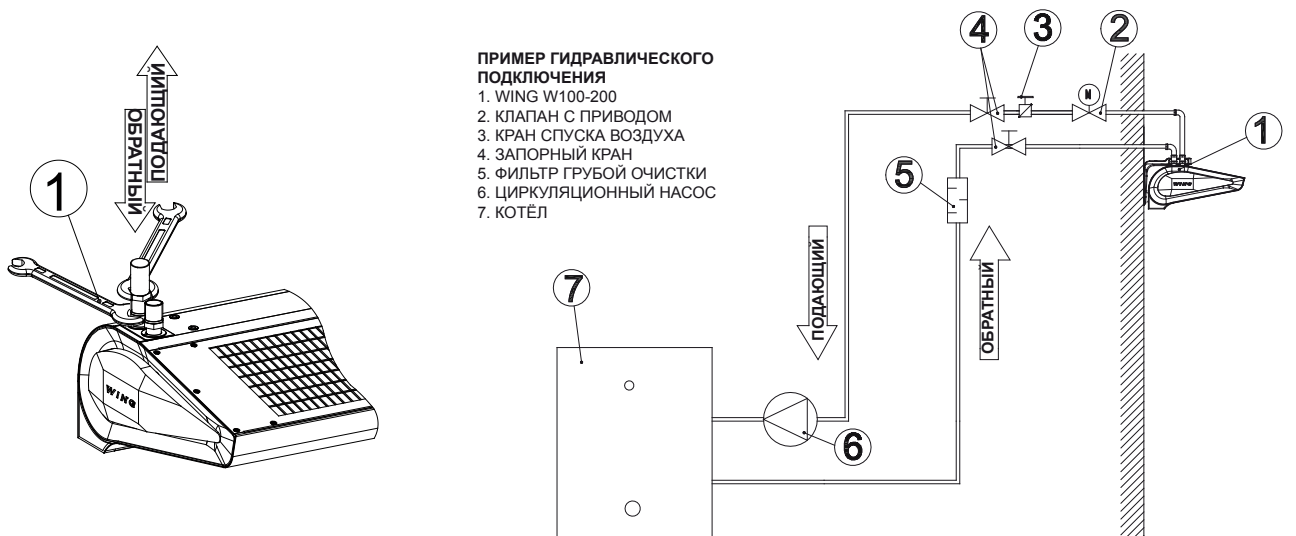 ПОДАЮЩИЙ
ОБРАТНЫЙ
1
WING
ПРИМЕР ГИДРАВЛИЧЕСКОГО
ПОДКЛЮЧЕНИЯ
1. WING W100-200
2. КЛАПАН С ПРИВОДОМ
3. КРАН СПУСКА ВОЗДУХА
4. ЗАПОРНЫЙ КРАН
5. ФИЛЬТР ГРУБОЙ ОЧИСТКИ
6. ЦИРКУЛЯЦИОННЫЙ НАСОС
7. КОТЁЛ
4
3
2
M
1
WING
5
ПОДАЮЩИЙ
ОБРАТНЫЙ
7
6